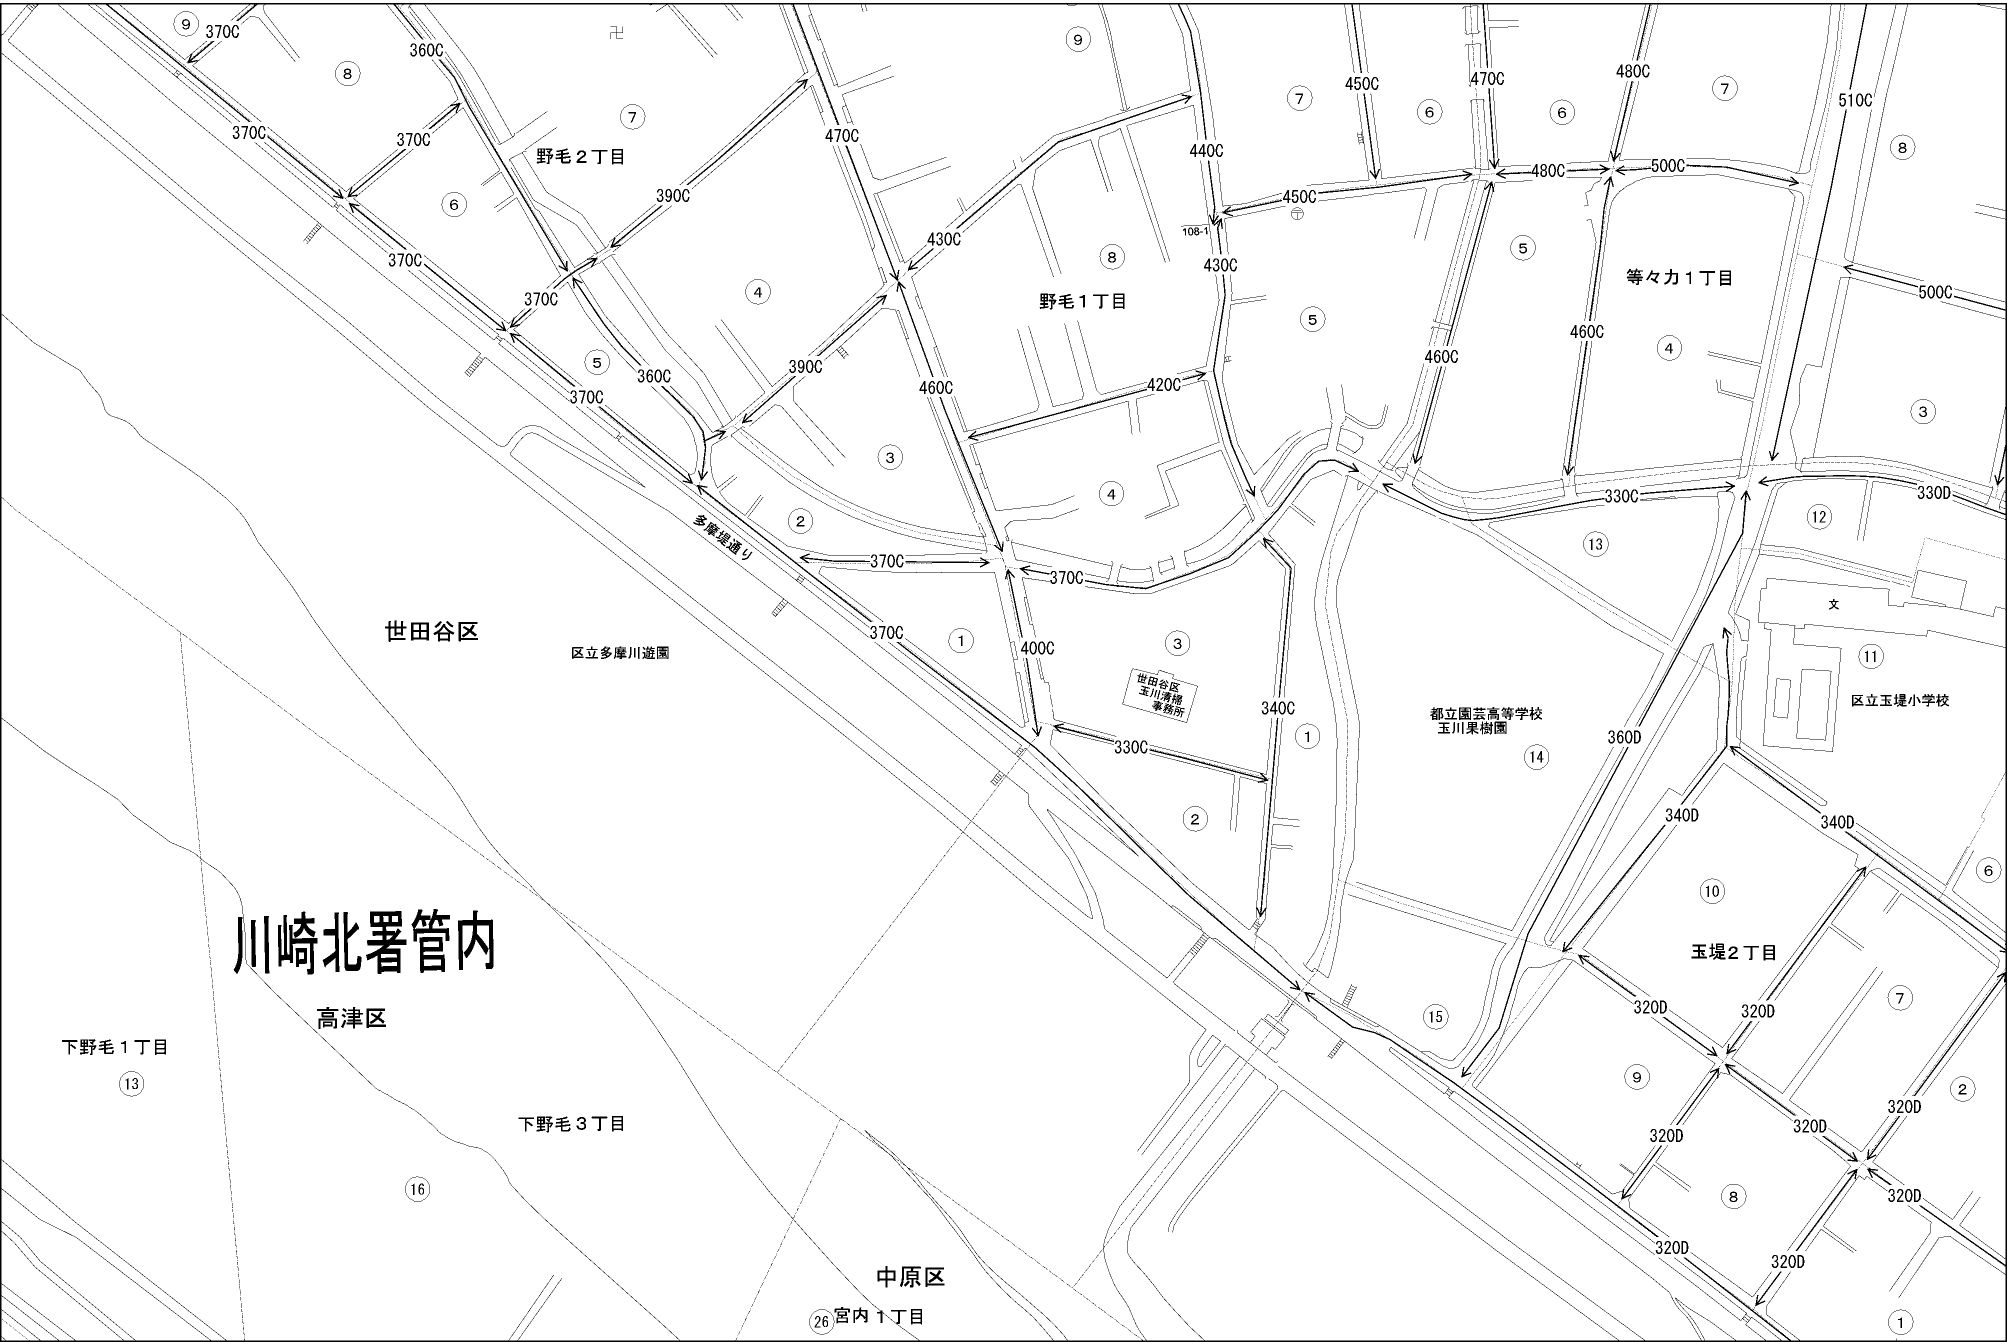 9
370C
8
360C
卍
7
470C
9
450C
6
7
470C
6
480C
7
510C
8
370C
370C
野毛２丁目
6
390C
430C
440C
450C
108-1
〒
430C
480C
500C
5
等々力１丁目
500C
370C
370C
4
野毛１丁目
8
5
460C
460C
4
3
5
370C
360C
390C
460C
420C
3
4
2
多摩堤通り
370C
370C
330C
13
330D
12
文
11
区立玉堤小学校
世田谷区
区立多摩川遊園
370C
1
400C
3
世田谷区
玉川清掃
事務所
340C
1
330C
2
都立園芸高等学校
玉川果樹園
14
360D
340D
340D
6
10
玉堤２丁目
川崎北署管内
高津区
下野毛１丁目
13
下野毛３丁目
16
中原区
26
宮内１丁目
15
320D
320D
7
9
320D
320D
320D
2
8
320D
320D
320D
1